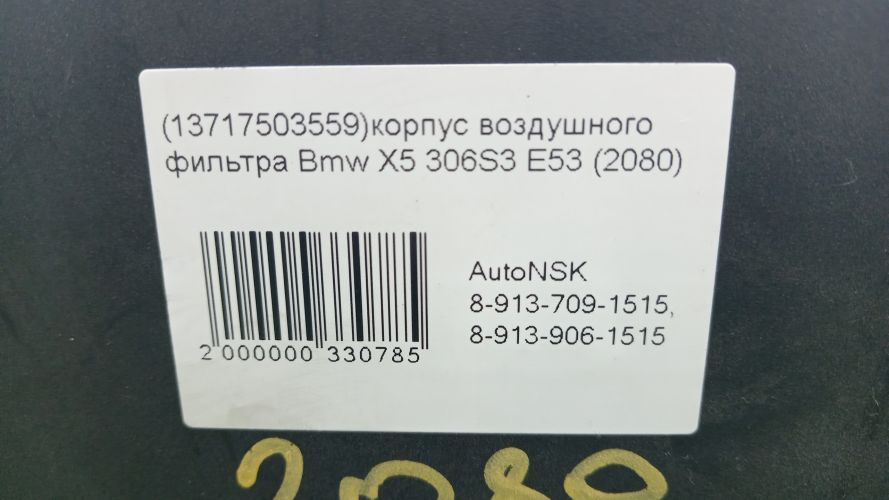 (13717503559)корпус воздушного
фильтра Bmw X5 306S3 E53 (2080)
AutoNSK
8-913-709-1515,
8-913-906-1515
2 000000 330785
2080